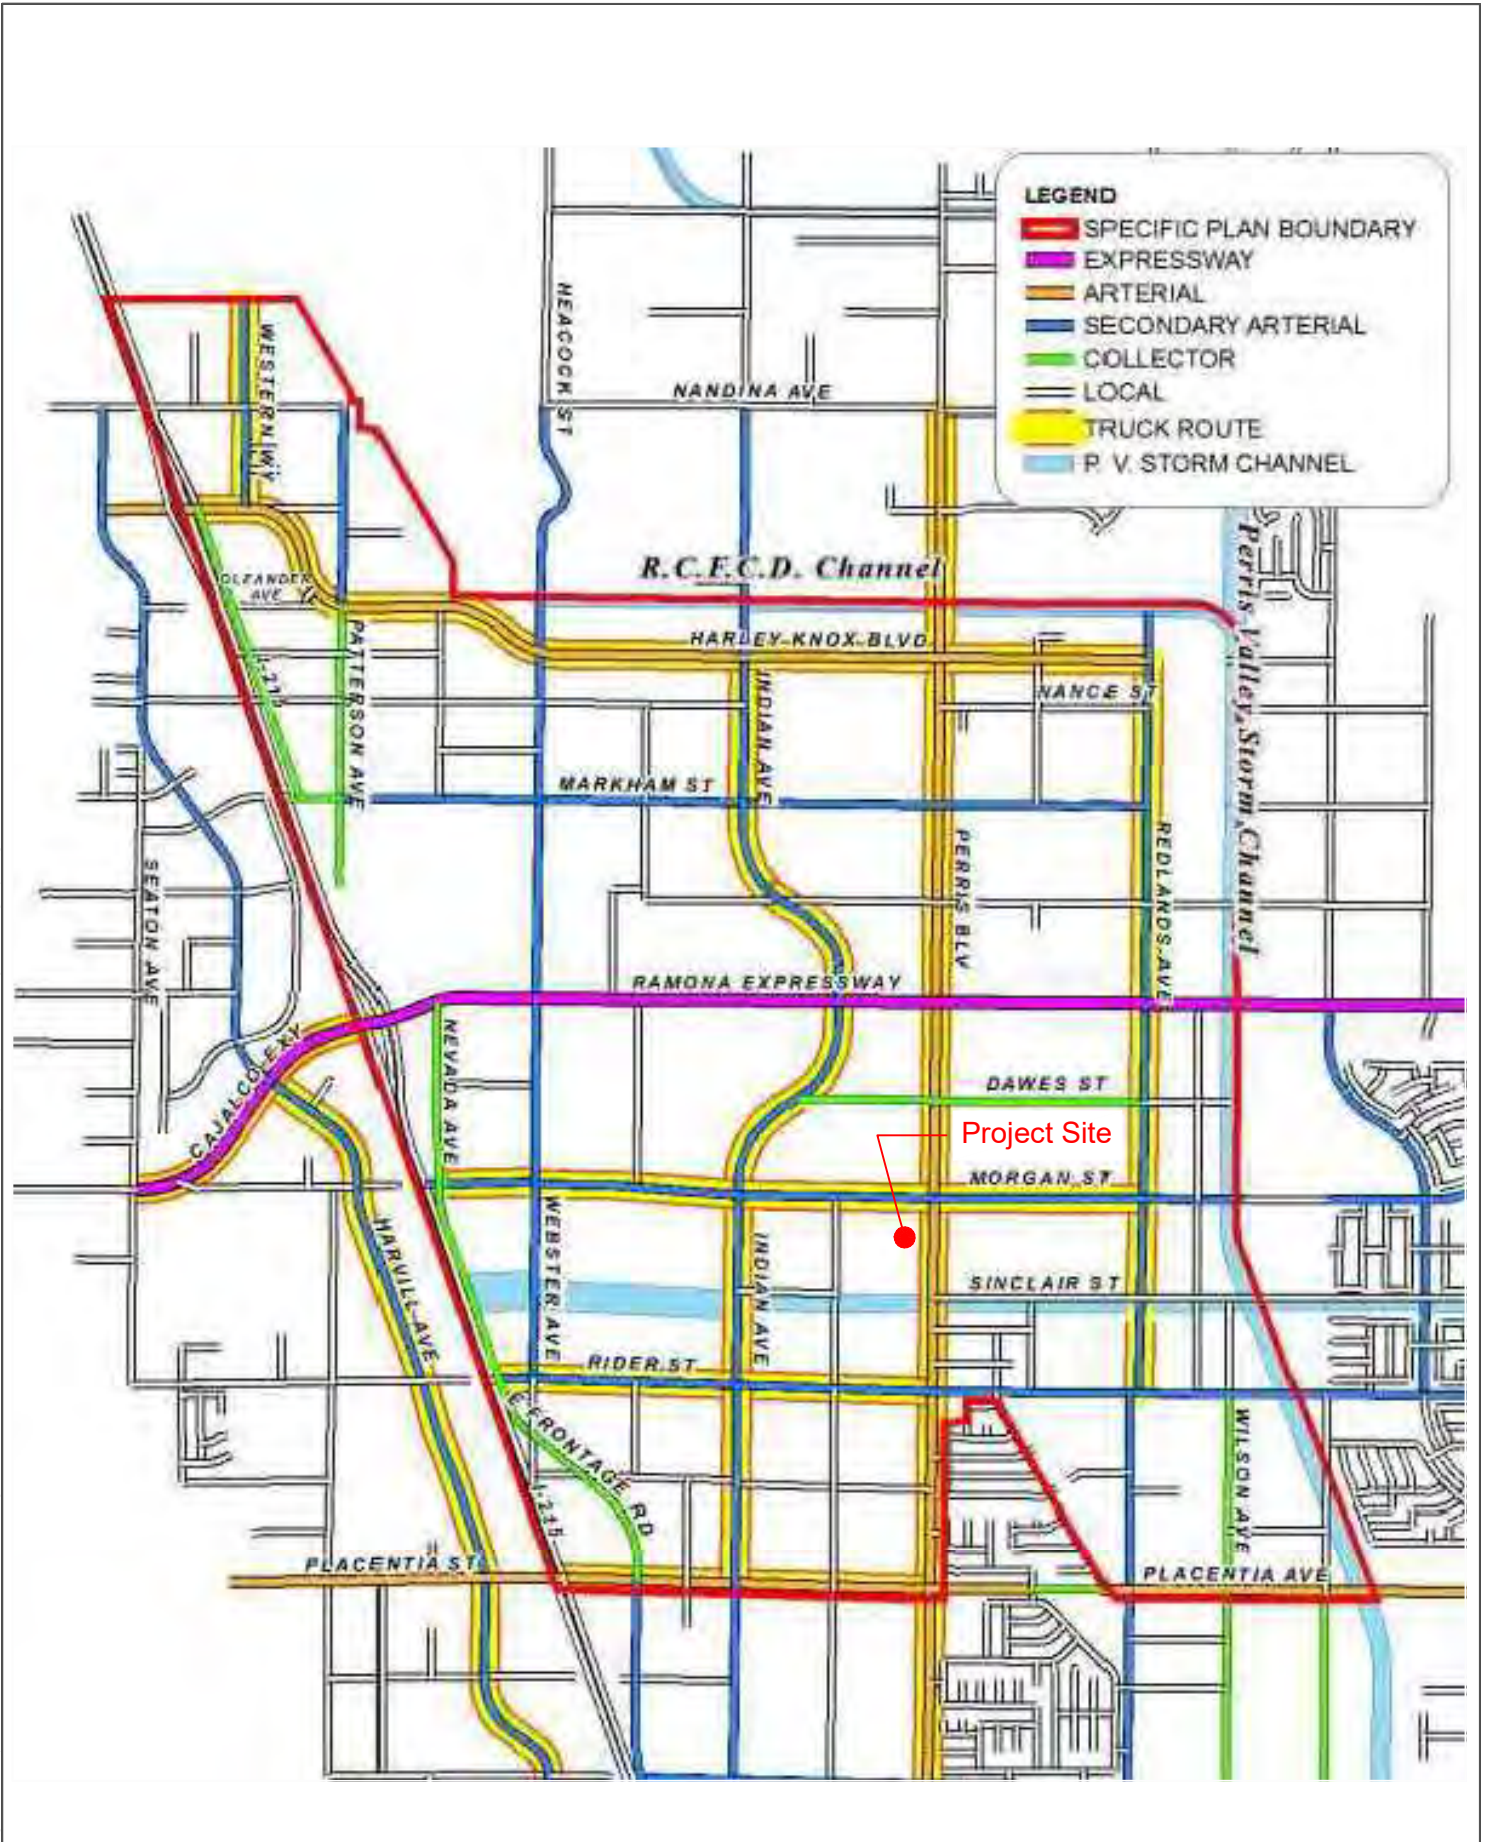 LEGEND
SPECIFIC PLAN BOUNDARY
EXPRESSWAY
ARTERIAL
SECONDARY ARTERIAL
COLLECTOR
LOCAL
TRUCK ROUTE
P. V. STORM CHANNEL
HEACOCK ST
WESTERN WY
NANDINA AVE
R.C.F.C.D. Channel
Perris Valley Storm Channel
OLEANDER
AVE
HARLEY KNOX BLVD
PATTERSON AVE
I-215
INDIAN AVE
NANCE ST
MARKHAM ST
PERRIS BLV
REDLANDS AVE
SEATON AVE
RAMONA EXPRESSWAY
CAJALCO EXY
NEVADA AVE
DAWES ST
Project Site
MORGAN ST
HARVILL AVE
WEBSTER AVE
INDIAN AVE
SINCLAIR ST
RIDER ST
E FRONTAGE RD
WILSON AVE
I-215
PLACENTIA ST
PLACENTIA AVE